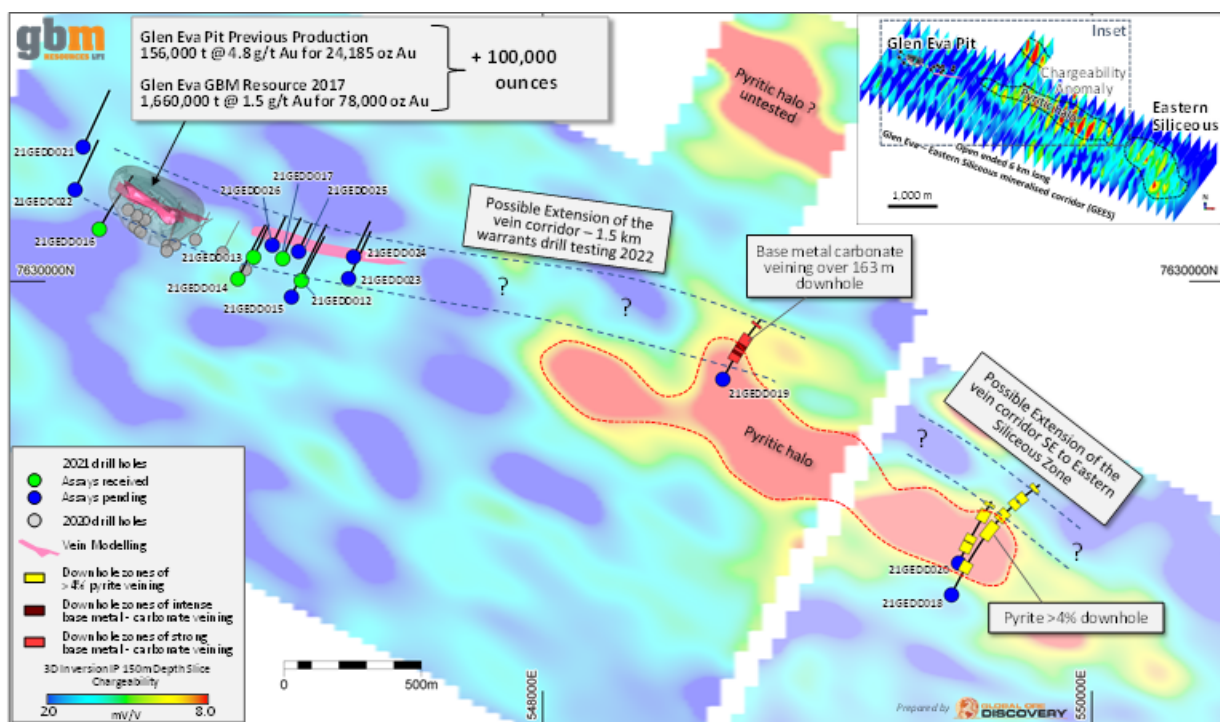 gbm
RESOURCES LTD
Glen Eva Pit Previous Production
156,000 t @ 4.8 g/t Au for 24,185 oz Au
Glen Eva GBM Resource 2017
1,660,000 t @ 1.5 g/t Au for 78,000 oz Au
+ 100,000
ounces
Pyritic halo ?
untested
Glen Eva Pit
Inset
Chargeability
Anomaly
Pyritic halo
Eastern
Siliceous
Open ended 6 km long
Glen Eva – Eastern Siliceous mineralised corridor (GEES)
1,000 m
N
21GEDD021
21GEDD022
21GEDD016
21GEDD017
21GEDD026
21GEDD025
21GEDD013
21GEDD014
21GEDD015
21GEDD012
21GEDD024
21GEDD023
7630000N
7630000N
Possible Extension of the
vein corridor – 1.5 km
warrants drill testing 2022
?
?
Base metal carbonate
veining over 163 m
downhole
21GEDD019
Pyritic halo
Possible Extension of the
vein corridor SE to Eastern
Siliceous Zone
?
?
21GEDD020
21GEDD018
Pyrite >4% downhole
2021 drill holes
Assays received
Assays pending
2020 drill holes
Vein Modelling
Downhole zones of
>4% pyrite veining
Downhole zones of intense
base metal - carbonate veining
Downhole zones of strong
base metal - carbonate veining
3D Inversion IP 150m Depth Slice
Chargeability
20
mV/V
8.0
0
500m
548000E
550000E
Prepared by
GLOBAL ORE
DISCOVERY